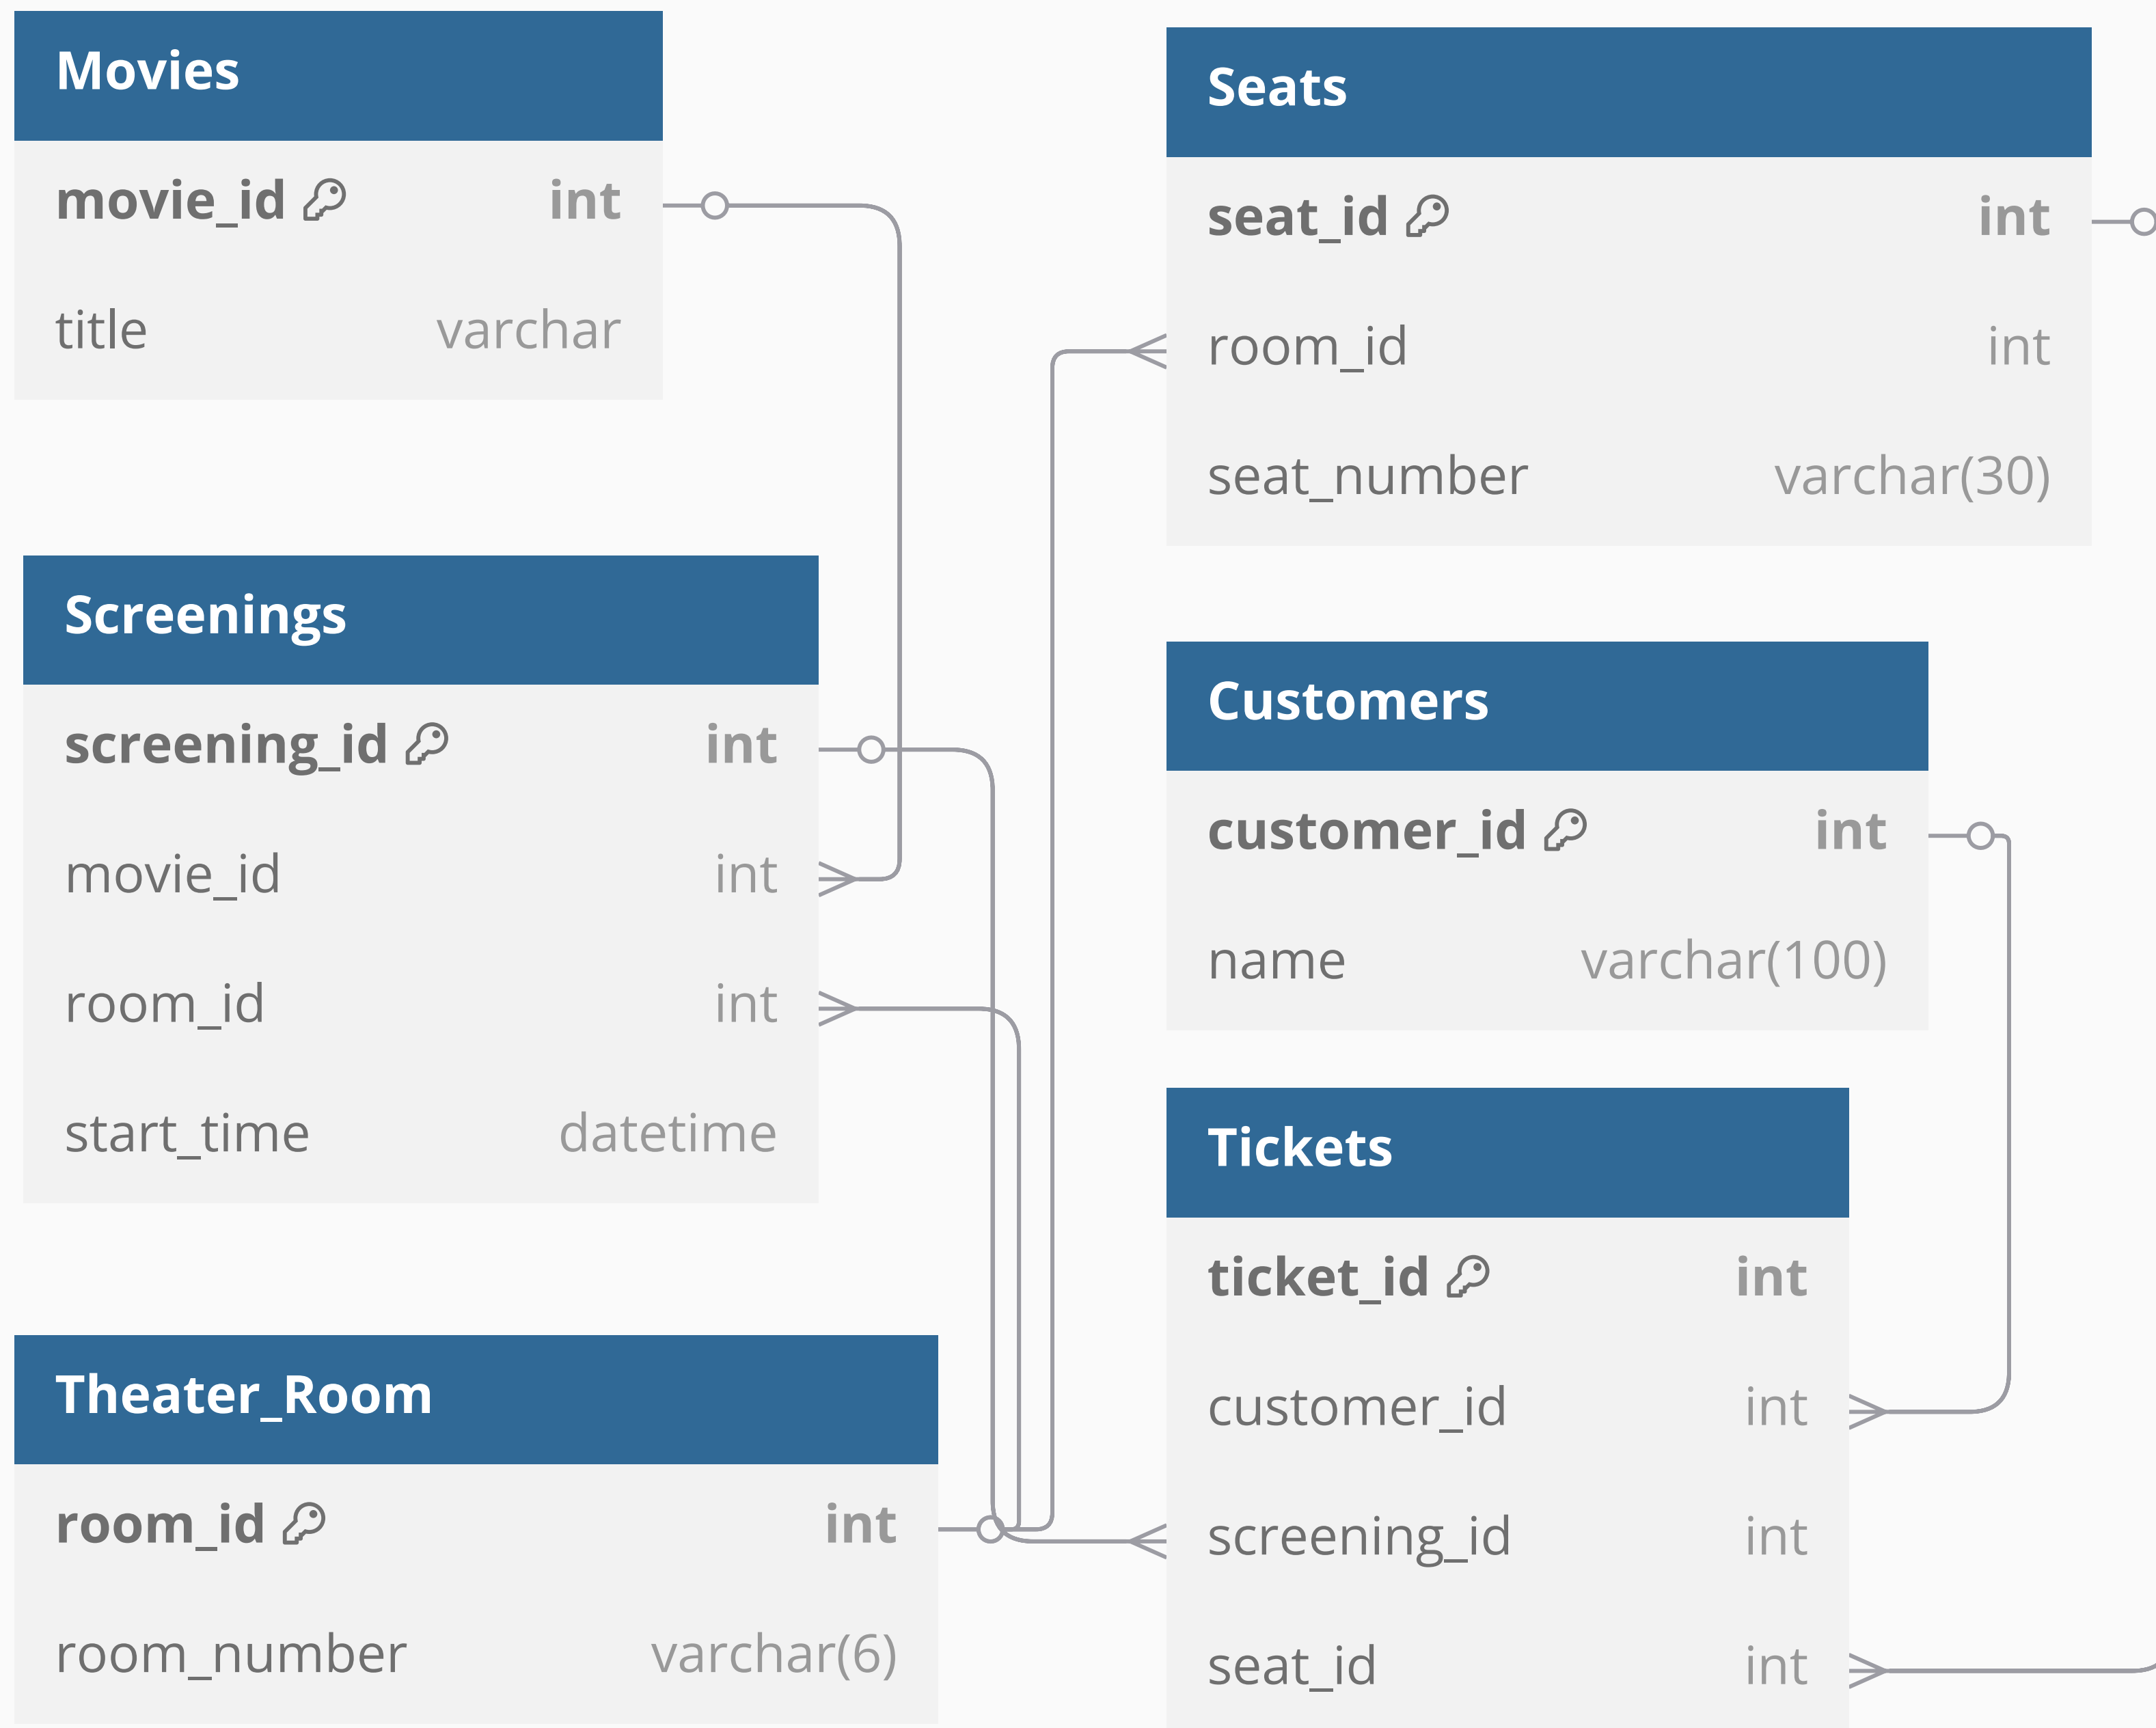 Movies
movie_id int
title varchar
Screenings
screening_id int
movie_id int
room_id int
start_time datetime
Theater_Room
room_id int
room_number varchar(6)
Seats
seat_id int
room_id int
seat_number varchar(30)
Customers
customer_id int
name varchar(100)
Tickets
ticket_id int
customer_id int
screening_id int
seat_id int